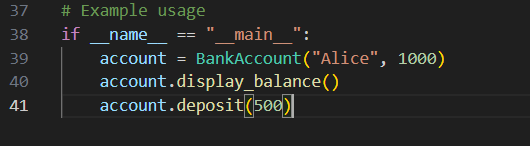 37 # Example usage
38 if __name__ == "__main__":
39     account = BankAccount("Alice", 1000)
40     account.display_balance()
41     account.deposit(500)